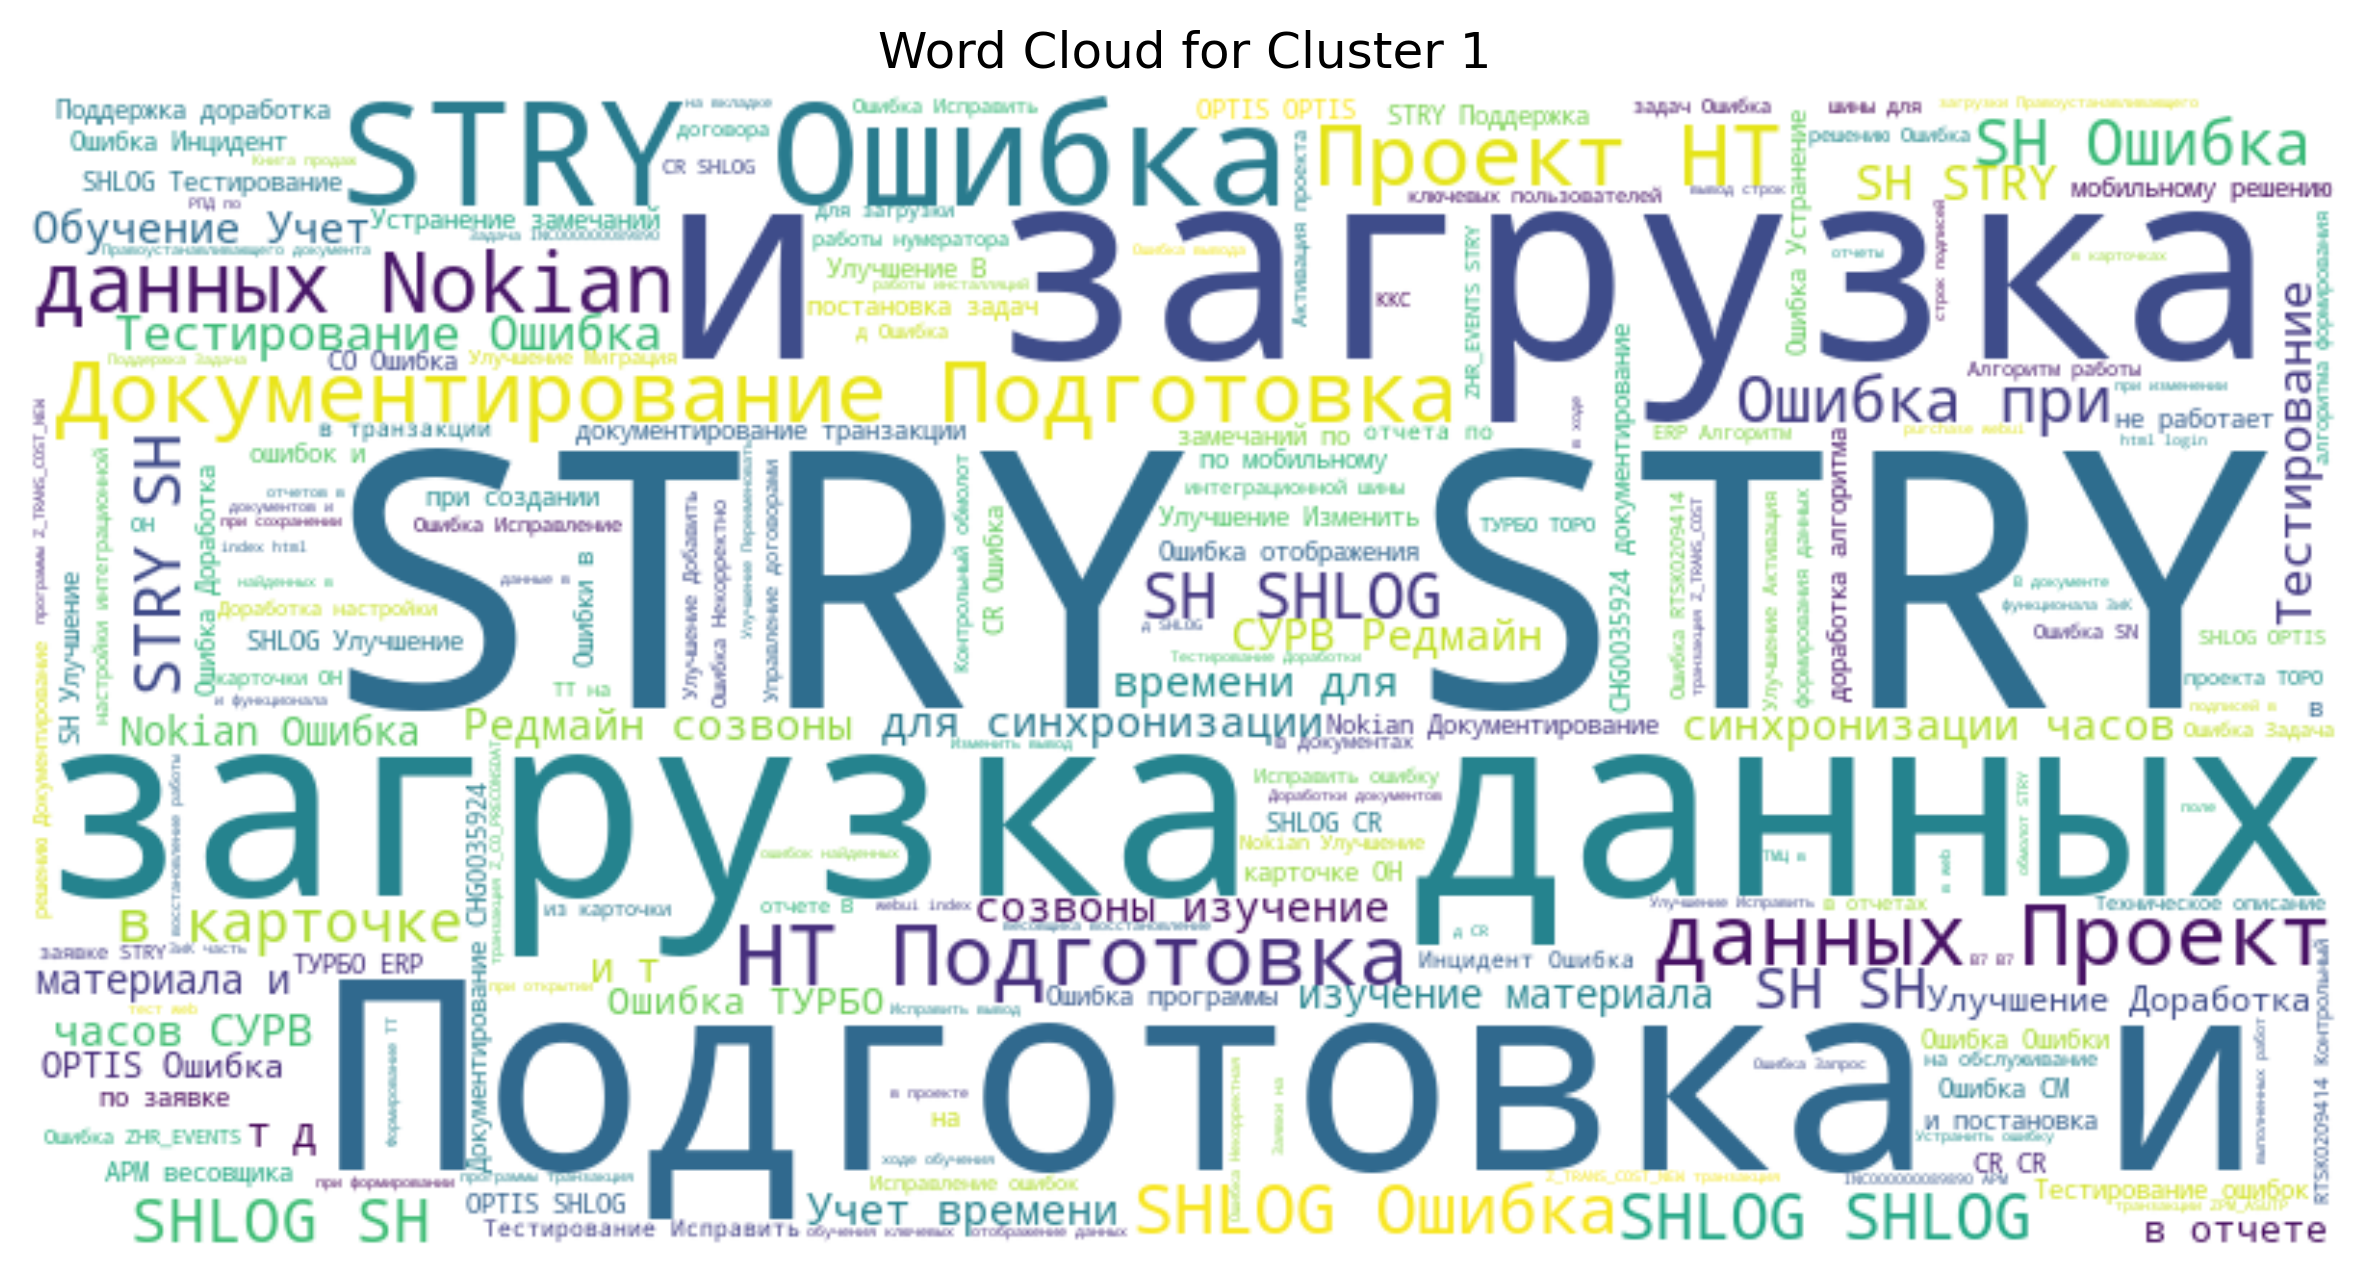 Word Cloud for Cluster 1
Поддержка доработка
STRY Ошибка
на вкладке
Ошибка Исправить
OPTIS OPTIS
STRY Поддержка
задач Ошибка
шины для
загрузки Правоустанавливающего
Ошибка Инцидент
договора
Проект НТ
решению Ошибка
SH Ошибка
Книга продаж
CR SHLOG
SHLOG Тестирование
SH STRY
мобильному решению
ключевых пользователей
вывод строк
РПД по
Обучение Учет
Устранение замечаний
для загрузки
и загрузка
Активация проекта
Ошибка Устранение
строк подписей
алгоритма формирования
задача INC000000089890
Правоустанавливающего документа
работы нумератора
Ошибка вывода
отчеты
в карточках
данных Nokian
Улучшение В
работы инсталляций
постановка задач
ККС
ZHR_EVENTS STRY
Тестирование Ошибка
д Ошибка
Поддержка Задача
СО Ошибка
Улучшение Миграция
Алгоритм работы
Документирование Подготовка
Ошибка при
при изменении
в ходе
не работает
Тестирование
программы Z_TRANS_COST_NEW
в транзакции
документирование транзакции
замечаний по
отчета по
ERP Алгоритм
purchase webui
html login
STRY SH
ошибок и
STRY STRY
по мобильному
CHG0035924 документирование
доработка алгоритма
настройки интеграционной
Ошибка Доработка
отчетов в
документов и
при создании
интеграционной шины
при сохранении
ОН
Ошибка Исправление
Улучшение Изменить
ТУРБО ТОРО
index html
Ошибка отображения
найденных в
данные в
Ошибки в
Улучшение Добавить
Ошибка Некорректно
Улучшение Переименовать
Управление договорами
Контрольный обмолот
CR Ошибка
SH SHLOG
Ошибка RTSK0209414
транзакция Z_TRANS_COST
Улучшение Активация
формирования данных
В документе
функционала ЗиК
Доработка настройки
д SHLOG
SHLOG Улучшение
СУРВ Редмайн
Ошибка SN
SHLOG OPTIS
Тестирование Доработки
SH Улучшение
карточки ОН
и функционала
ТТ на
времени для
проекта ТОРО
Nokian Ошибка
Редмайн созвоны
для синхронизации
Nokian Документирование
синхронизации часов
подписей в
в
Ошибка Задача
Изменить вывод
в документах
решению Документирование
восстановление работы
загрузка данных
Документирование CHG0035924
транзакция Z_CO_PRECONSDAT
Исправить ошибку
Доработки документов
SHLOG CR
обмолот STRY
поле
Nokian Улучшение
ошибок найденных
ТМЦ в
в web
карточке ОН
в карточке
из карточки
отчете В
webui index
созвоны изучение
Улучшение Исправить
в отчетах
Техническое описание
весовщика восстановление
д CR
данных Проект
заявке STRY
ЗиК часть
НТ Подготовка
Инцидент Ошибка
B7 B7
материала и
ТУРБО ERP
и т
при открытии
Ошибка ТУРБО
Исправить вывод
Ошибка программы
изучение материала
SH SH
Улучшение Доработка
RTSK0209414 Контрольный
тест web
часов СУРВ
Подготовка и
формирование ТТ
Ошибка Ошибки
выполненных работ
OPTIS Ошибка
Ошибка Запрос
на обслуживание
Ошибка Некорректная
Заявки на
Ошибка СМ
по заявке
в проекте
на
и постановка
Ошибка ZHR_EVENTS
т д
Устранить ошибку
АРМ весовщика
ходе обучения
CR CR
при формировании
программы транзакция
Исправление ошибок
Z_TRANS_COST_NEW транзакции
INC000000089890 АРМ
Тестирование ошибок
SHLOG SH
OPTIS SHLOG
Учет времени
SHLOG Ошибка
SHLOG SHLOG
транзакции ZPM_ASUTP
Тестирование Исправить
обучения ключевых
отображение данных
в отчете